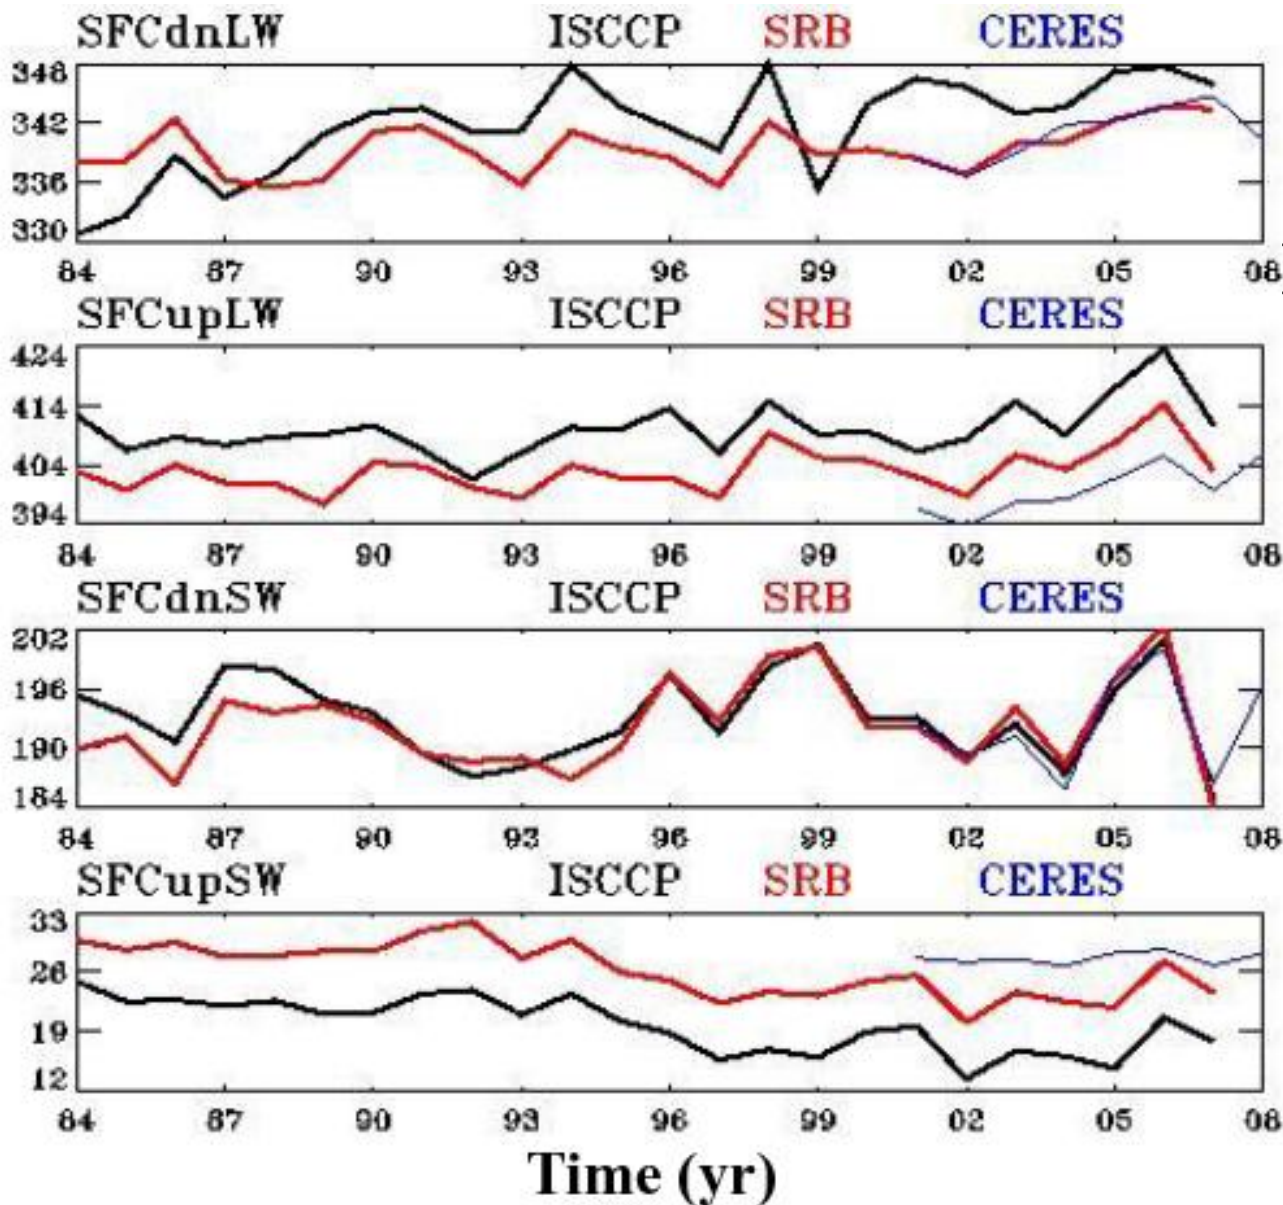 SFCdnLW ISCCP SRB CERES
348
342
336
330
84 87 90 93 96 99 02 05 08
SFCupLW ISCCP SRB CERES
424
414
404
394
84 87 90 93 96 99 02 05 08
SFCdnSW ISCCP SRB CERES
202
196
190
184
84 87 90 93 96 99 02 05 08
SFCupSW ISCCP SRB CERES
33
26
19
12
84 87 90 93 96 99 02 05 08
Time (yr)